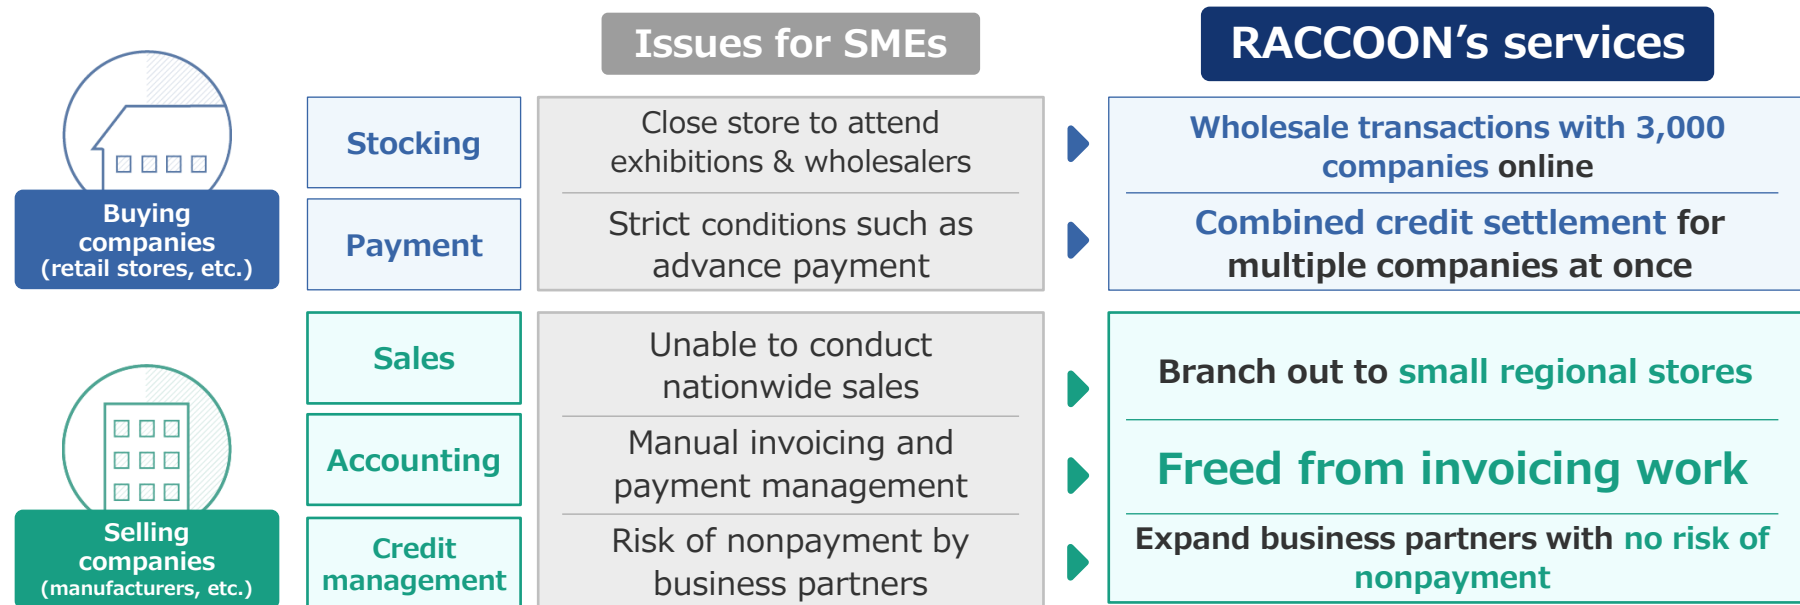 Issues for SMEs
RACCOON’s services
Buying
companies
(retail stores, etc.)
Stocking
Close store to attend
exhibitions & wholesalers
Wholesale transactions with 3,000
companies online
Payment
Strict conditions such as
advance payment
Combined credit settlement for
multiple companies at once
Selling
companies
(manufacturers, etc.)
Sales
Unable to conduct
nationwide sales
Branch out to small regional stores
Accounting
Manual invoicing and
payment management
Freed from invoicing work
Credit
management
Risk of nonpayment by
business partners
Expand business partners with no risk of
nonpayment